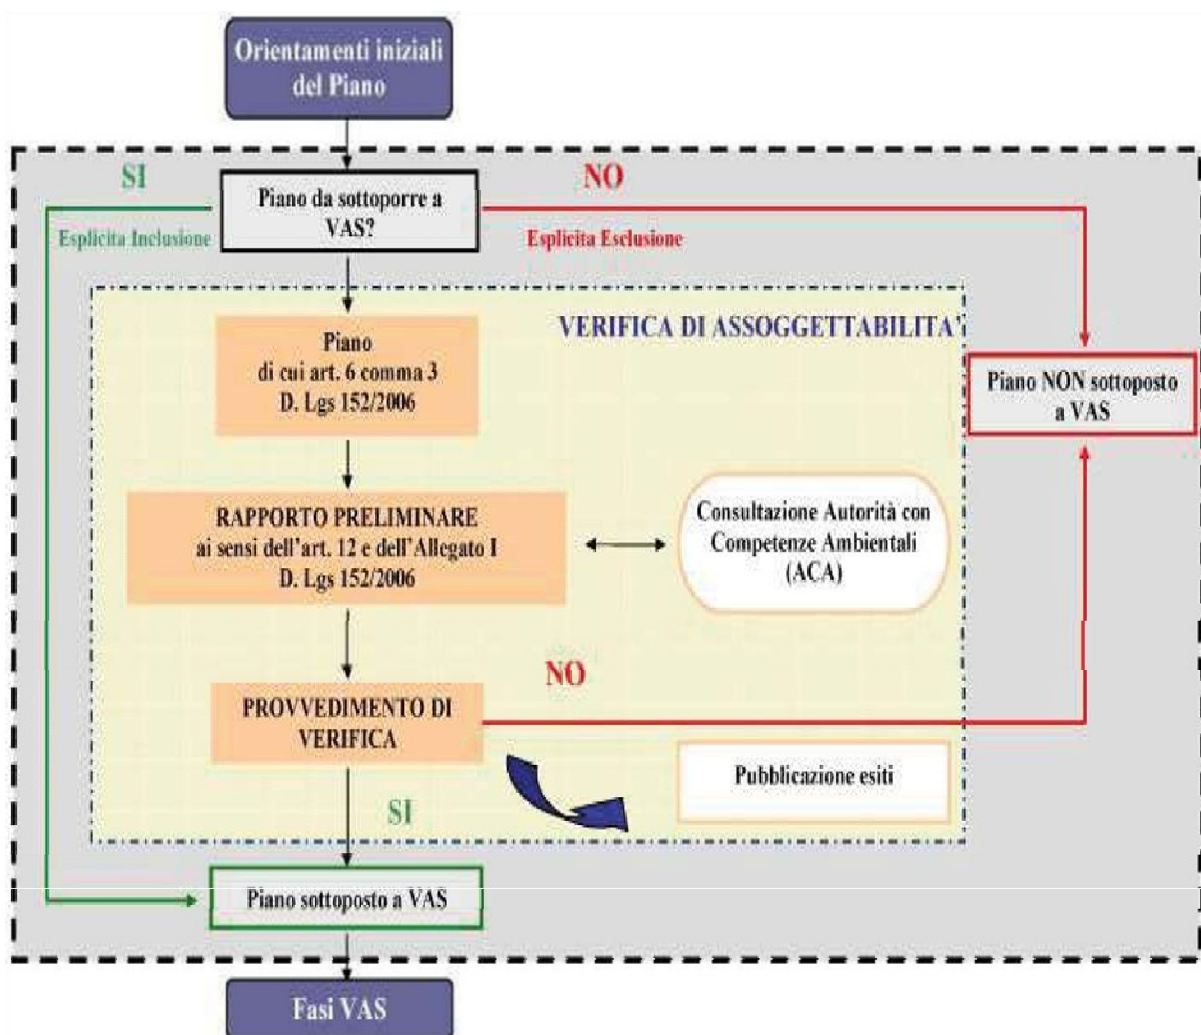 Orientamenti iniziali
del Piano
SI
NO
Piano da sottoporre a
VAS?
Esplicita Inclusione
Esplicita Esclusione
VERIFICA DI ASSOGGETTABILITA'
Piano
di cui art. 6 comma 3
D. Lgs 152/2006
Piano NON sottoposto
a VAS
RAPPORTO PRELIMINARE
ai sensi dell'art. 12 e dell'Allegato I
D. Lgs 152/2006
Consultazione Autorità con
Competenze Ambientali
(ACA)
NO
PROVVEDIMENTO DI
VERIFICA
Pubblicazione esiti
SI
Piano sottoposto a VAS
Fasi VAS